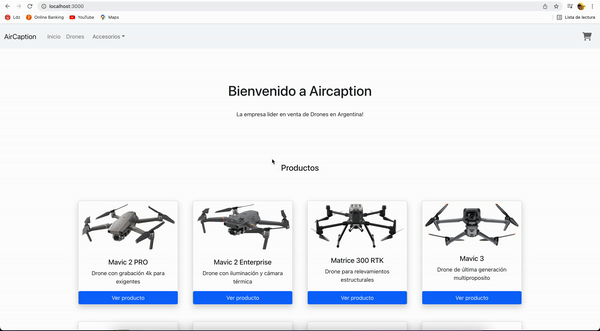 localhost:3000
Ldz
Online Banking
YouTube
Maps
Lista de lectura
AirCaption
Inicio
Drones
Accesorios
Bienvenido a Aircaption
La empresa lider en venta de Drones en Argentina!
Productos
Mavic 2 PRO
Drone con grabación 4k para
exigentes
Ver producto
Mavic 2 Enterprise
Drone con iluminación y cámara
térmica
Ver producto
Matrice 300 RTK
Drone para relevamientos
estructurales
Ver producto
Mavic 3
Drone de última generación
multiproposito
Ver producto